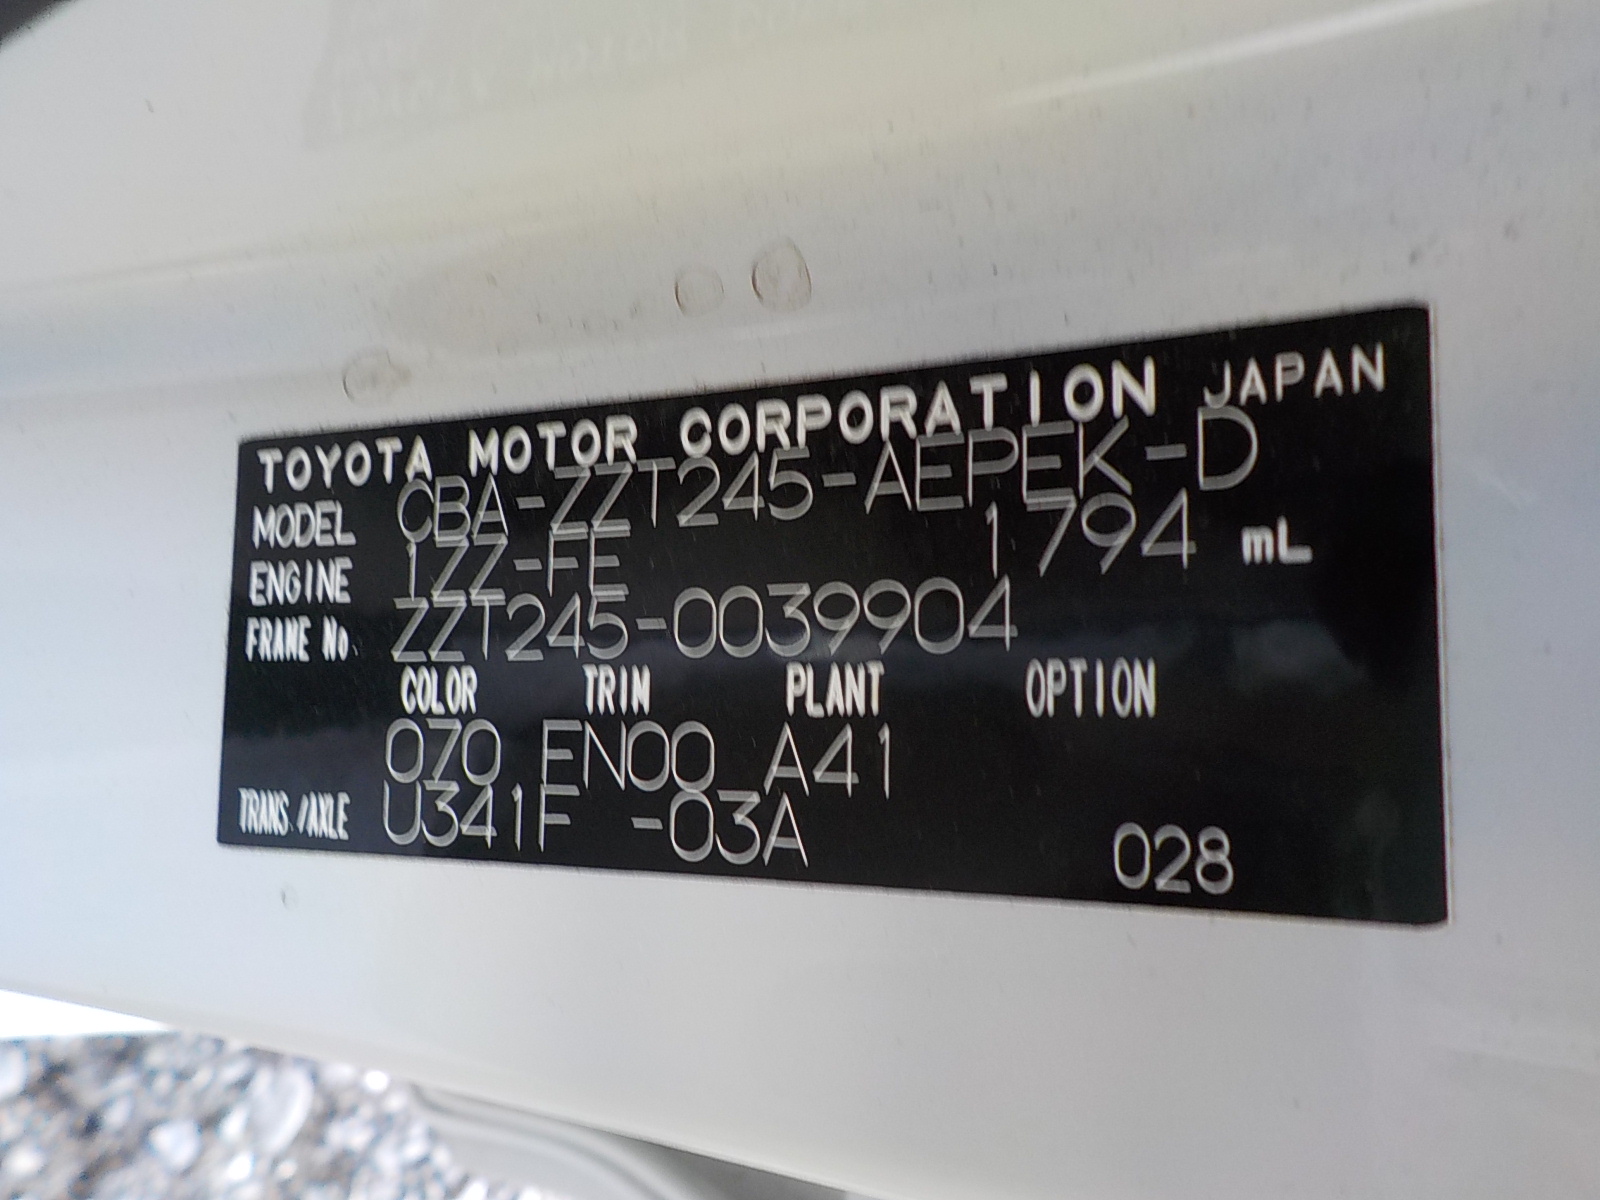 TOYOTA MOTOR CORPORATION JAPAN
MODEL CBA-ZZT245-AEPEK-D
ENGINE 1ZZ-FE 1794 mL
FRAME No. ZZT245-0039904
COLOR TRIM PLANT OPTION
070 EN00 A41
TRANS./AXLE U341F -03A 028